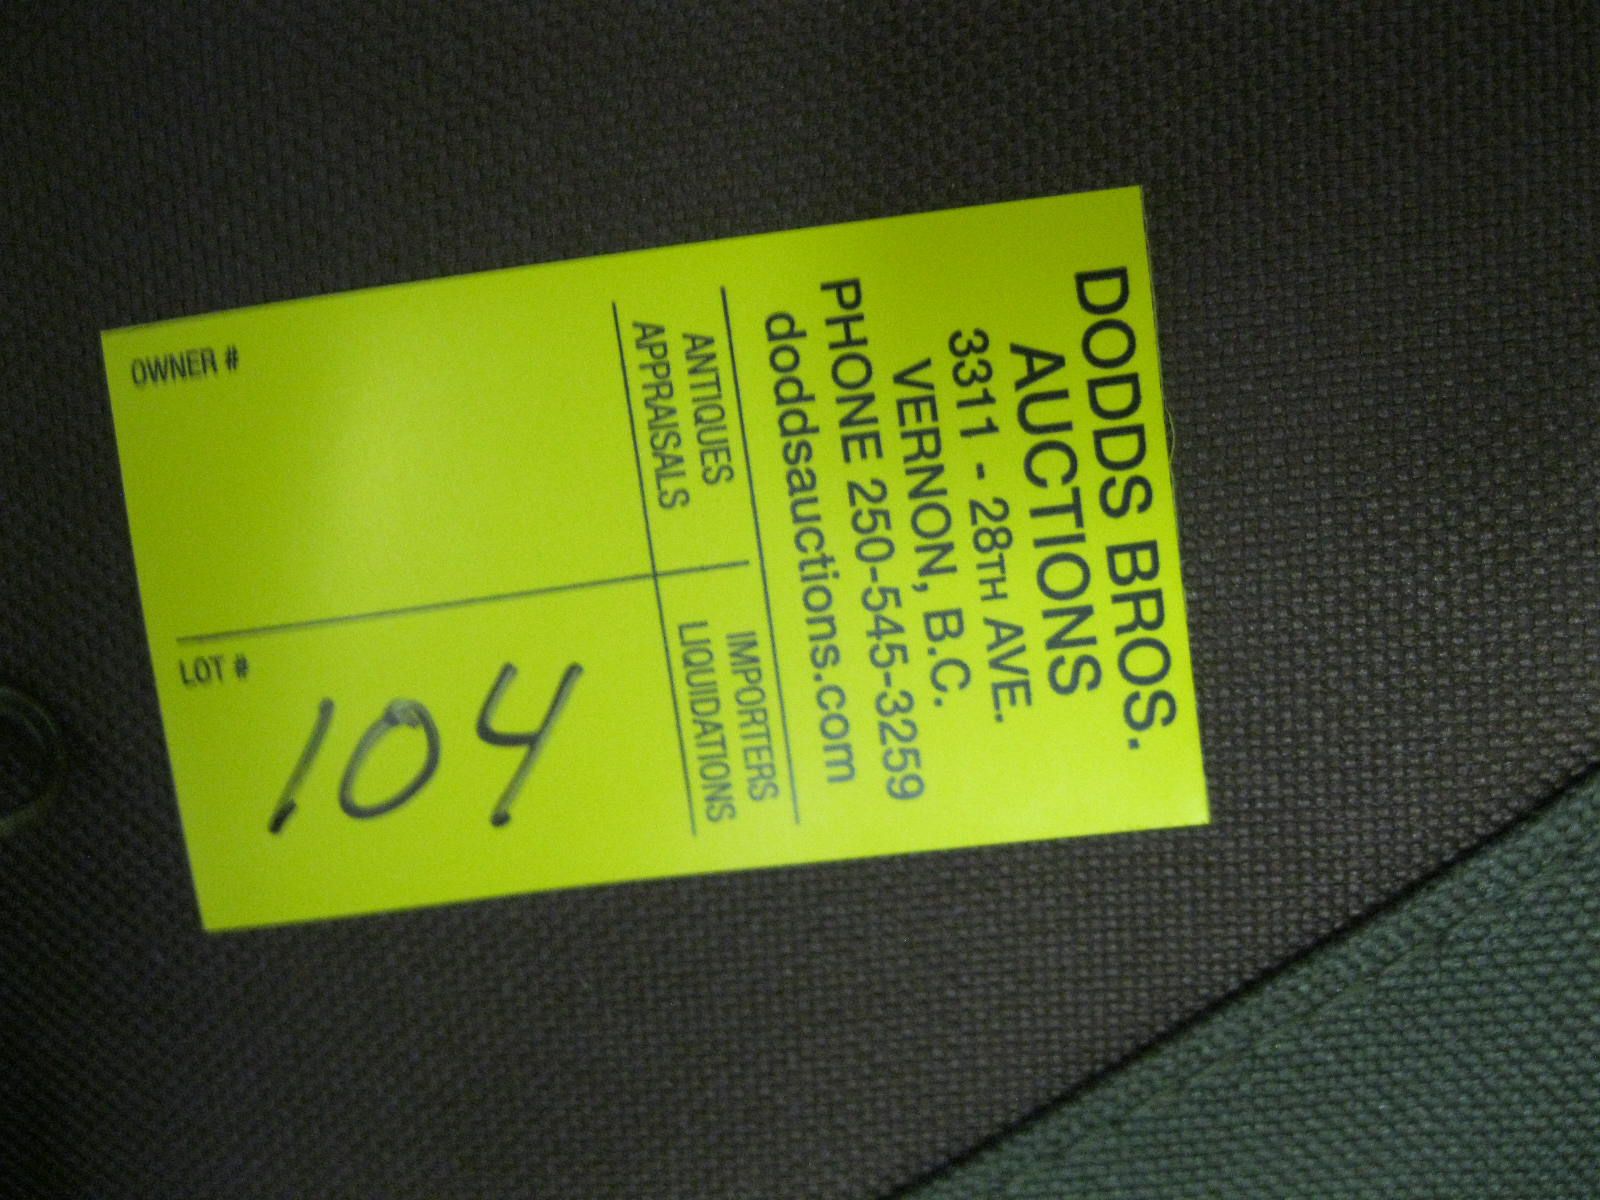 DODDS BROS.
AUCTIONS
3311 - 28TH AVE.
VERNON, B.C.
PHONE 250-545-3259
doddsauctions.com
ANTIQUES
APPRAISALS
IMPORTERS
LIQUIDATIONS
OWNER #
LOT #
104